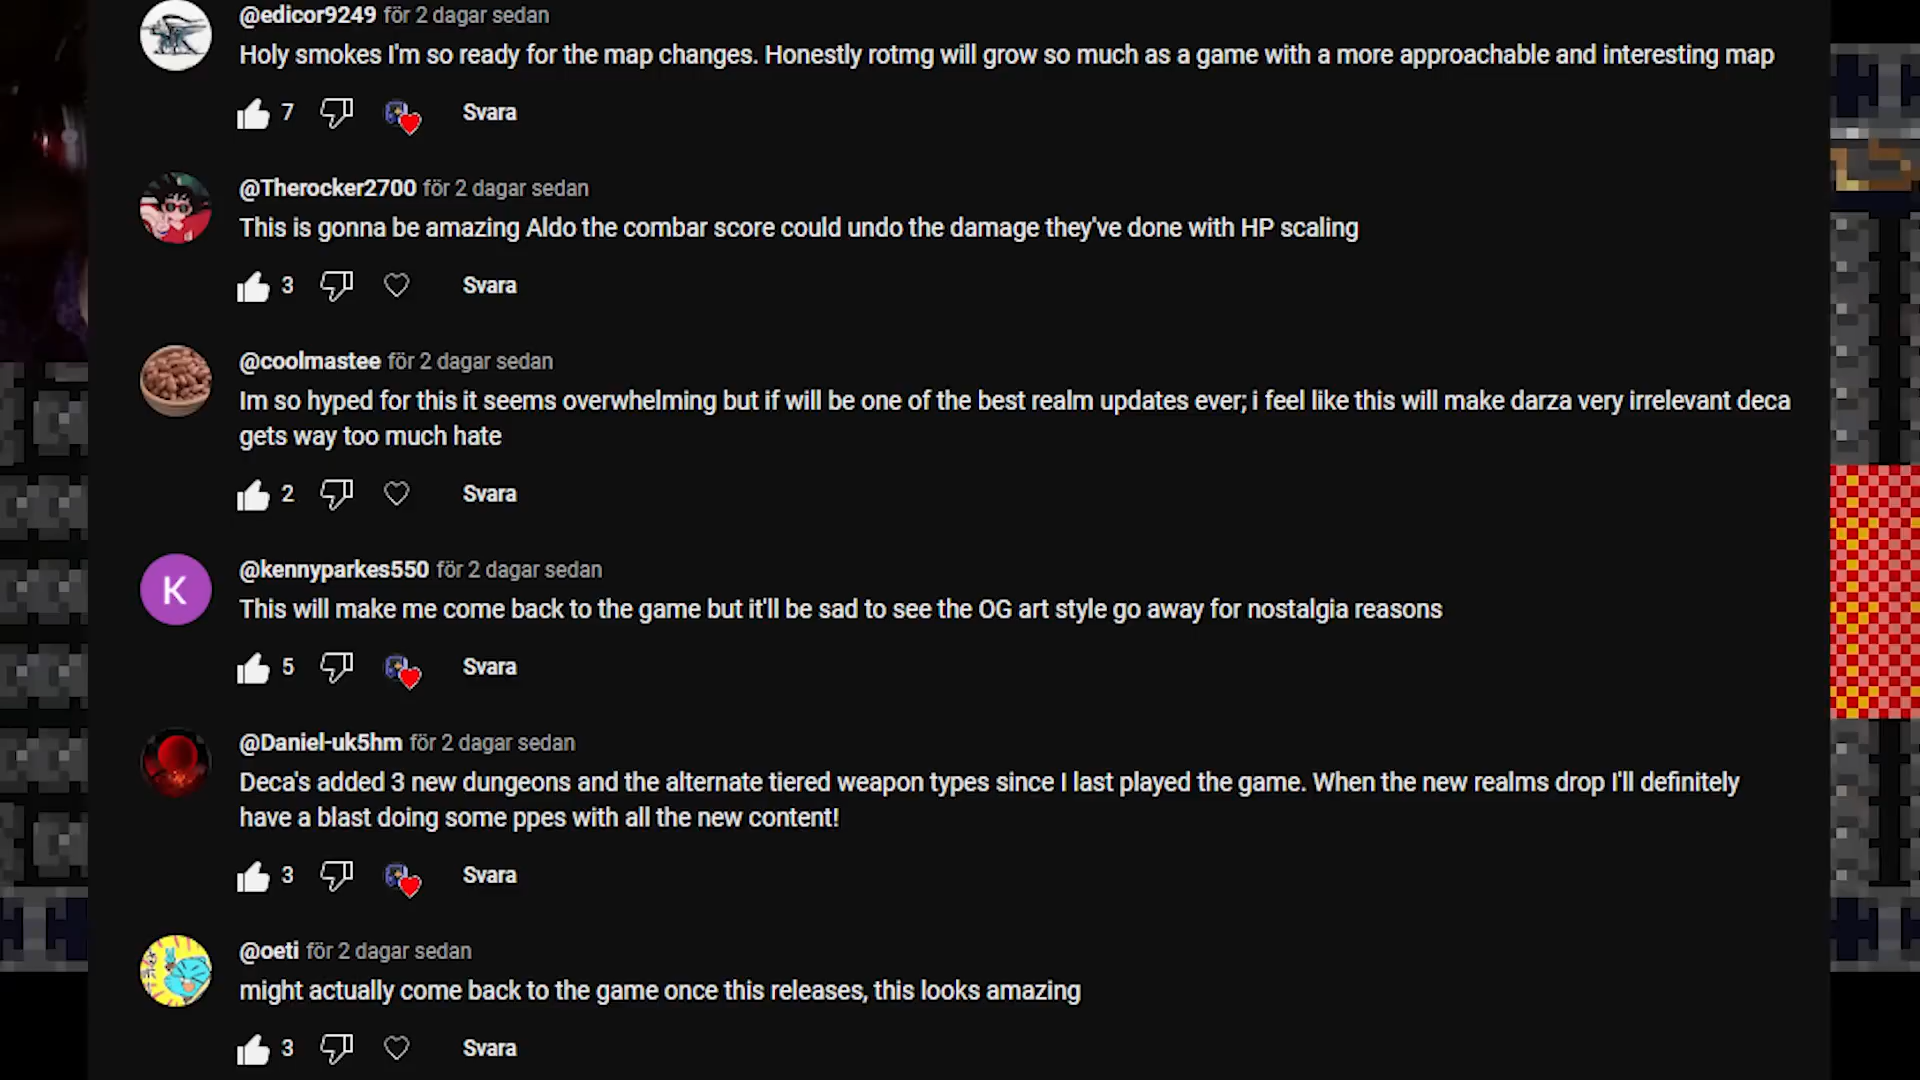 @edicor9249 för 2 dagar sedan
Holy smokes I'm so ready for the map changes. Honestly rotmg will grow so much as a game with a more approachable and interesting map
7 Svara
@Therocker2700 för 2 dagar sedan
This is gonna be amazing Aldo the combar score could undo the damage they've done with HP scaling
3 Svara
@coolmastee för 2 dagar sedan
Im so hyped for this it seems overwhelming but if will be one of the best realm updates ever; i feel like this will make darza very irrelevant deca
gets way too much hate
2 Svara
K
@kennyparkes550 för 2 dagar sedan
This will make me come back to the game but it'll be sad to see the OG art style go away for nostalgia reasons
5 Svara
@Daniel-uk5hm för 2 dagar sedan
Deca's added 3 new dungeons and the alternate tiered weapon types since I last played the game. When the new realms drop I'll definitely
have a blast doing some ppes with all the new content!
3 Svara
@oeti för 2 dagar sedan
might actually come back to the game once this releases, this looks amazing
3 Svara